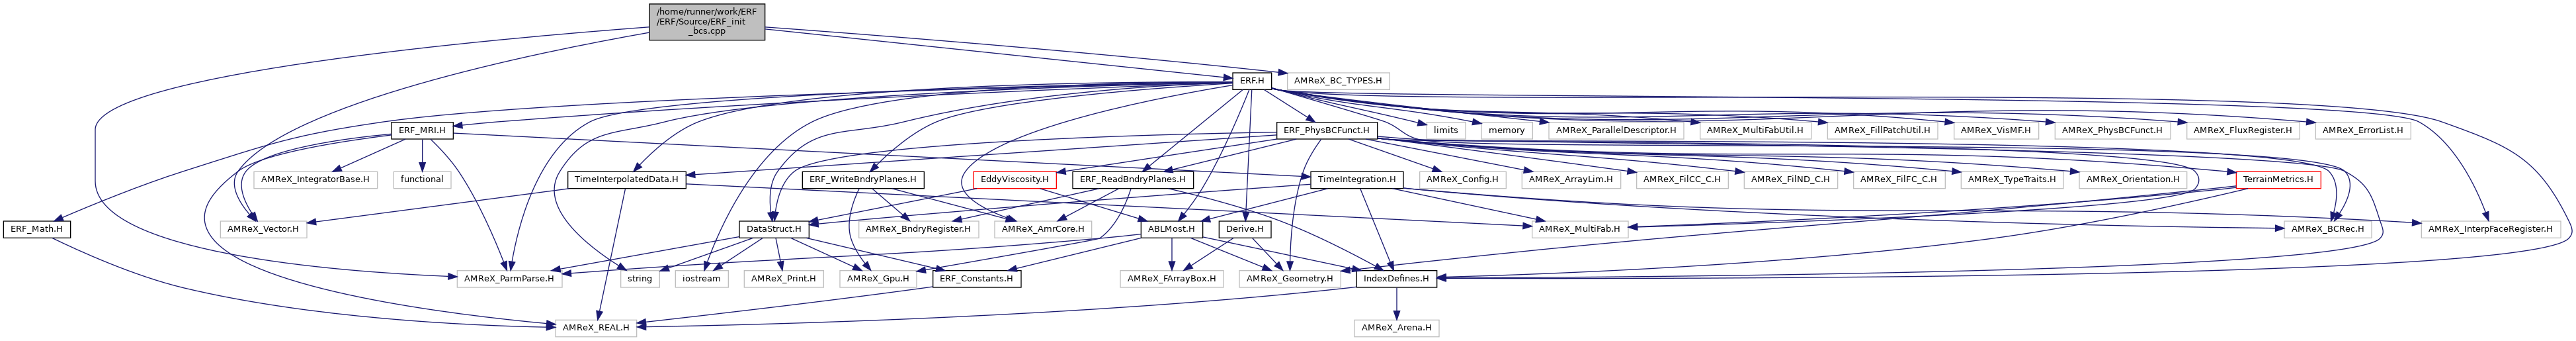 /home/runner/work/ERF
/ERF/Source/ERF_init
_bcs.cpp
ERF.H
AMReX_BC_TYPES.H
ERF_MRI.H
ERF_PhysBCFunct.H
limits
memory
AMReX_ParallelDescriptor.H
AMReX_MultiFabUtil.H
AMReX_FillPatchUtil.H
AMReX_VisMF.H
AMReX_PhysBCFunct.H
AMReX_FluxRegister.H
AMReX_ErrorList.H
AMReX_IntegratorBase.H
functional
TimeInterpolatedData.H
ERF_WriteBndryPlanes.H
EddyViscosity.H
ERF_ReadBndryPlanes.H
TimeIntegration.H
AMReX_Config.H
AMReX_ArrayLim.H
AMReX_FilCC_C.H
AMReX_FilND_C.H
AMReX_FilFC_C.H
AMReX_TypeTraits.H
AMReX_Orientation.H
TerrainMetrics.H
ERF_Math.H
AMReX_Vector.H
DataStruct.H
AMReX_BndryRegister.H
AMReX_AmrCore.H
ABLMost.H
Derive.H
AMReX_MultiFab.H
AMReX_BCRec.H
AMReX_InterpFaceRegister.H
AMReX_ParmParse.H
string
iostream
AMReX_Print.H
AMReX_Gpu.H
ERF_Constants.H
AMReX_FArrayBox.H
AMReX_Geometry.H
IndexDefines.H
AMReX_REAL.H
AMReX_Arena.H